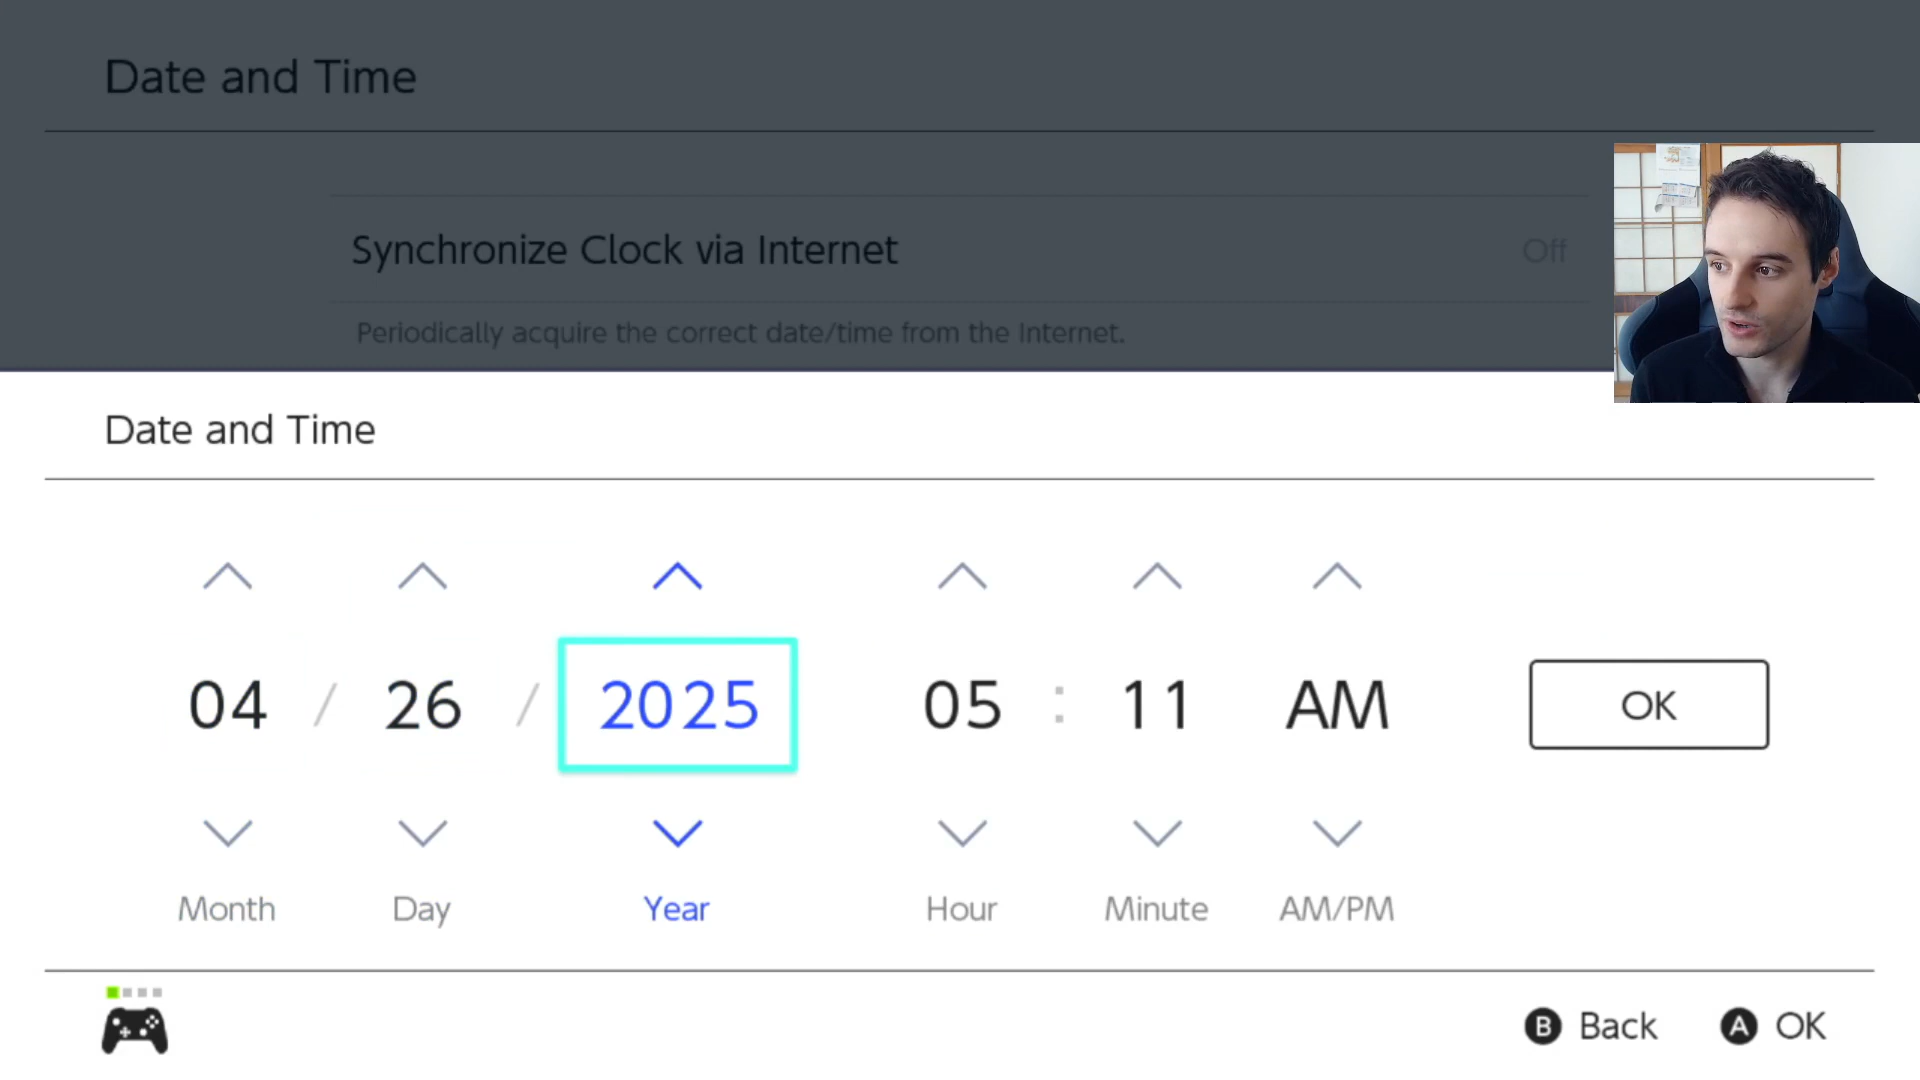 Date and Time
Synchronize Clock via Internet Off
Periodically acquire the correct date/time from the Internet.
Date and Time
04 / 26 / 2025 05 : 11 AM OK
Month Day Year Hour Minute AM/PM
B Back A OK